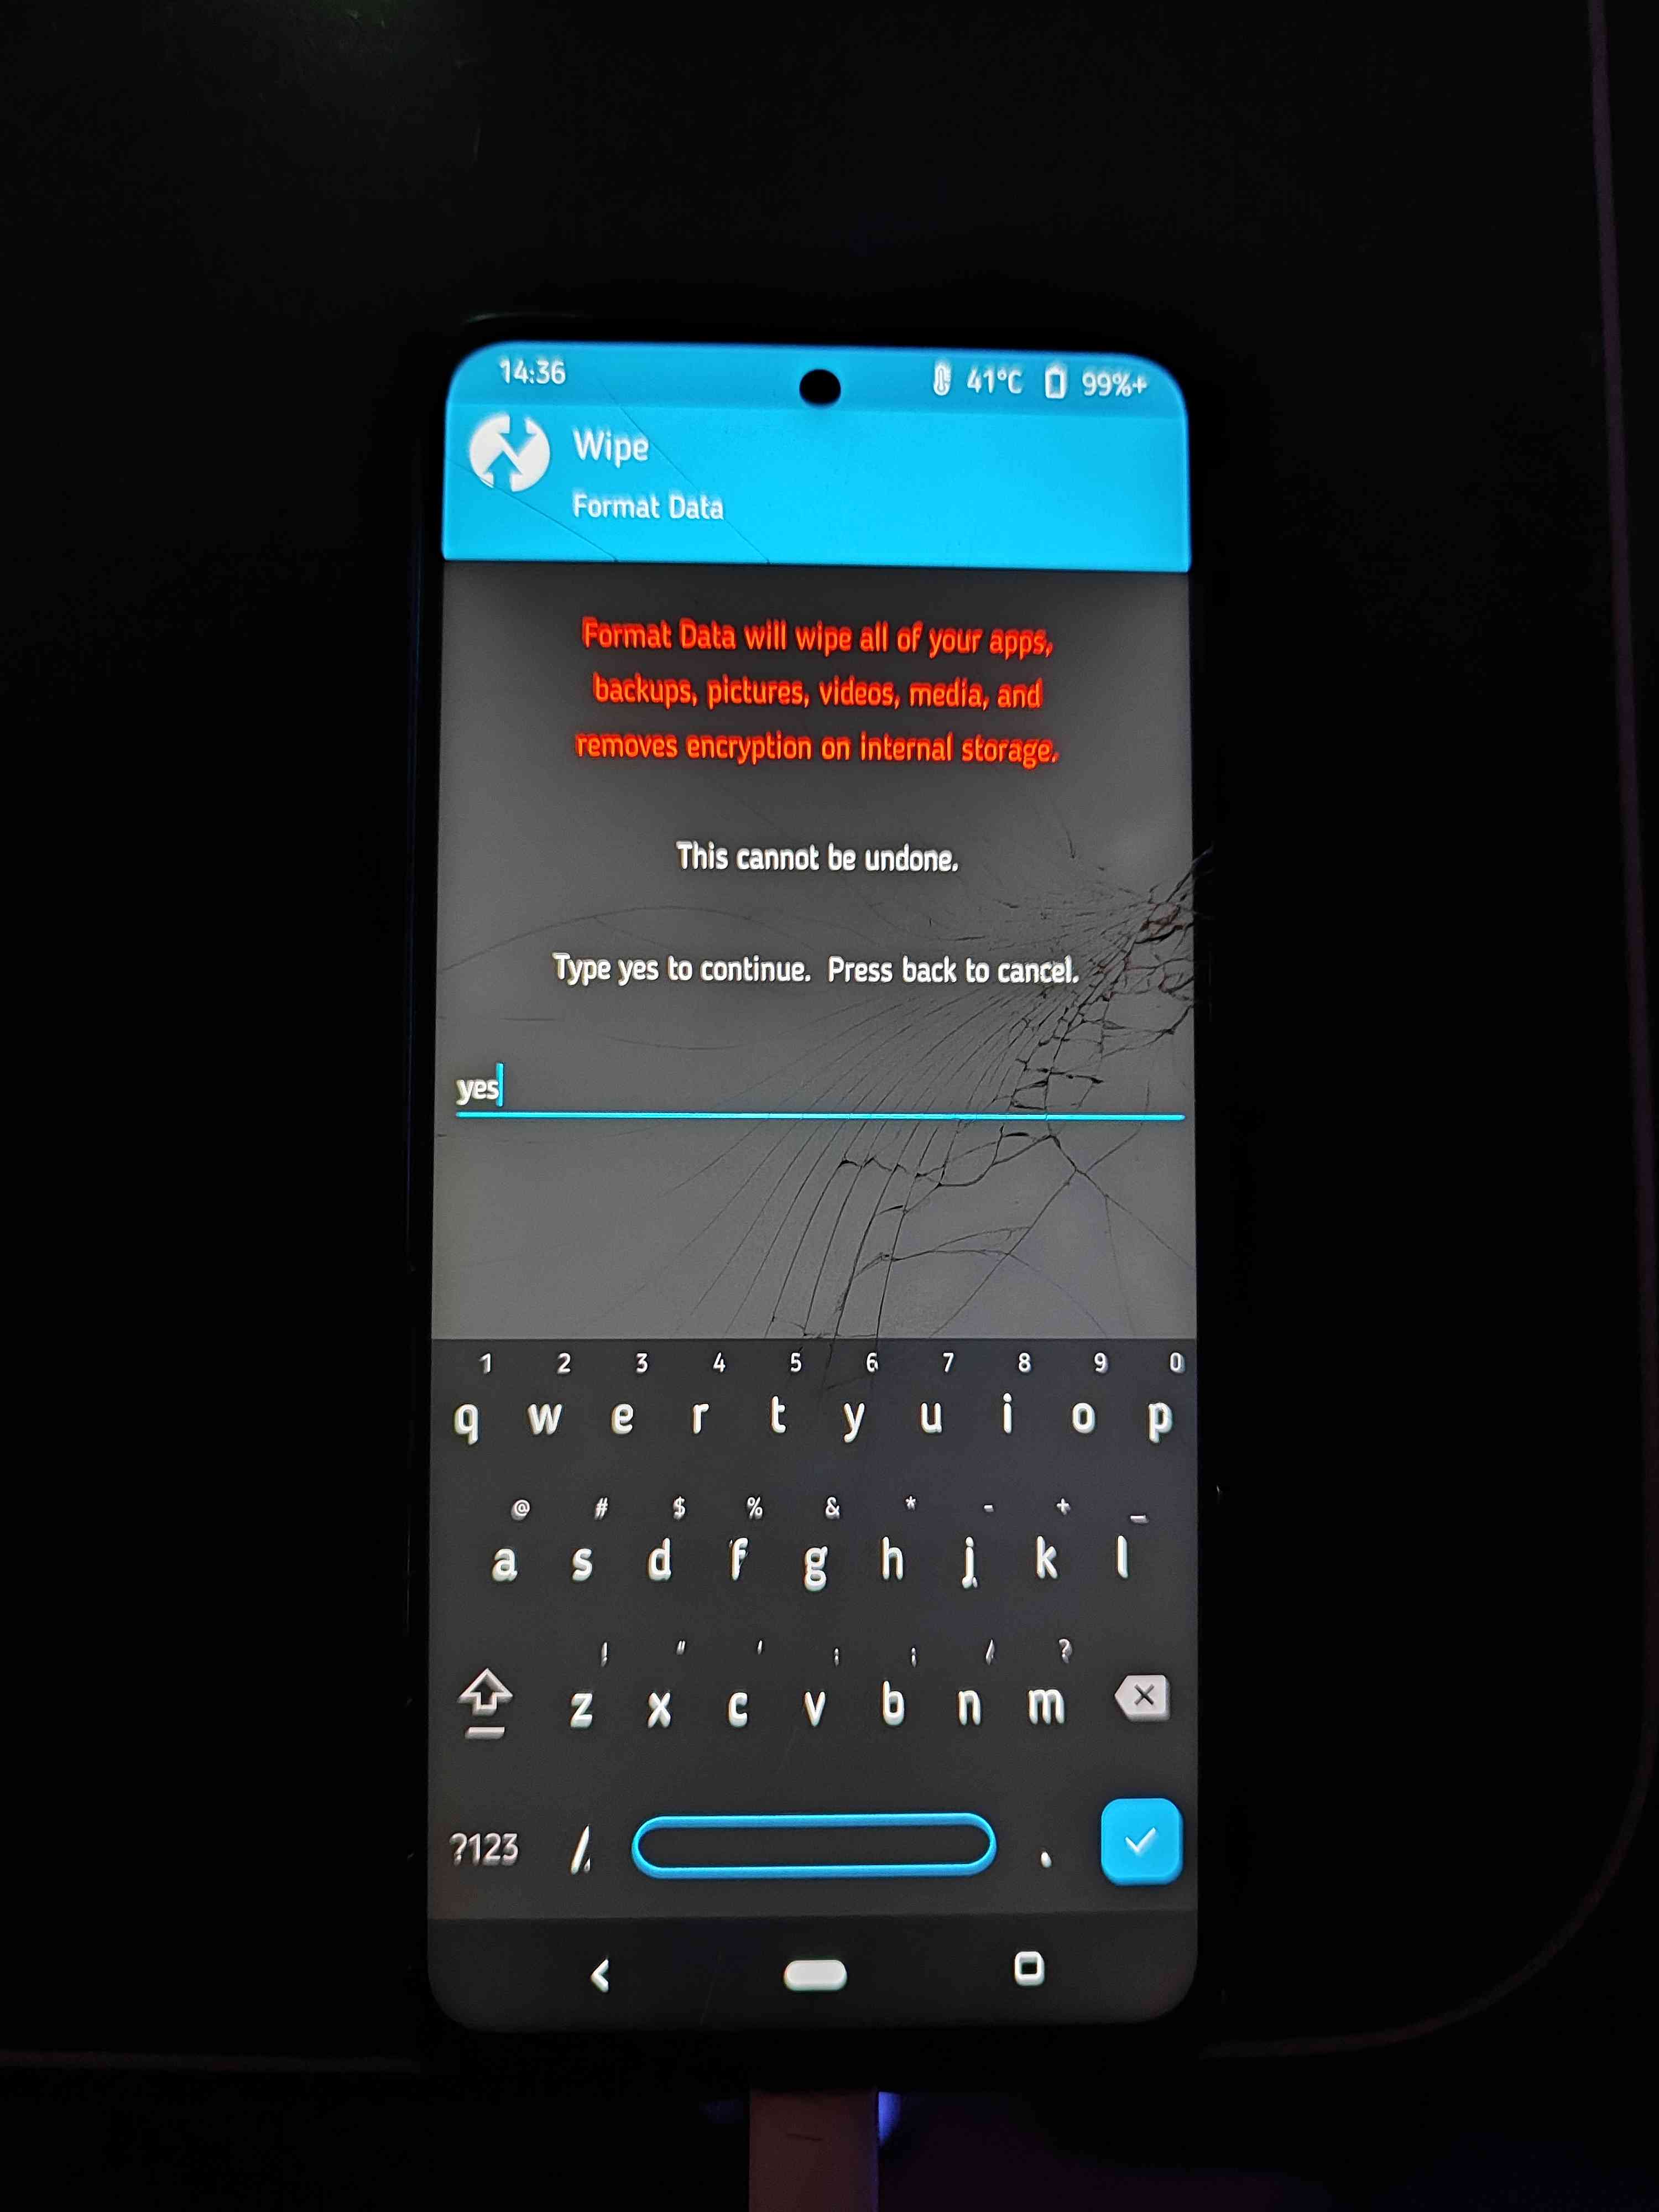 14:36 41°C 99%+
Wipe
Format Data
Format Data will wipe all of your apps,
backups, pictures, videos, media, and
removes encryption on internal storage.
This cannot be undone.
Type yes to continue. Press back to cancel.
yes
1 2 3 4 5 6 7 8 9 0
q w e r t y u i o p
@ # $ % & * - + _
a s d f g h j k l
! " ' ?
z x c v b n m
?123 .